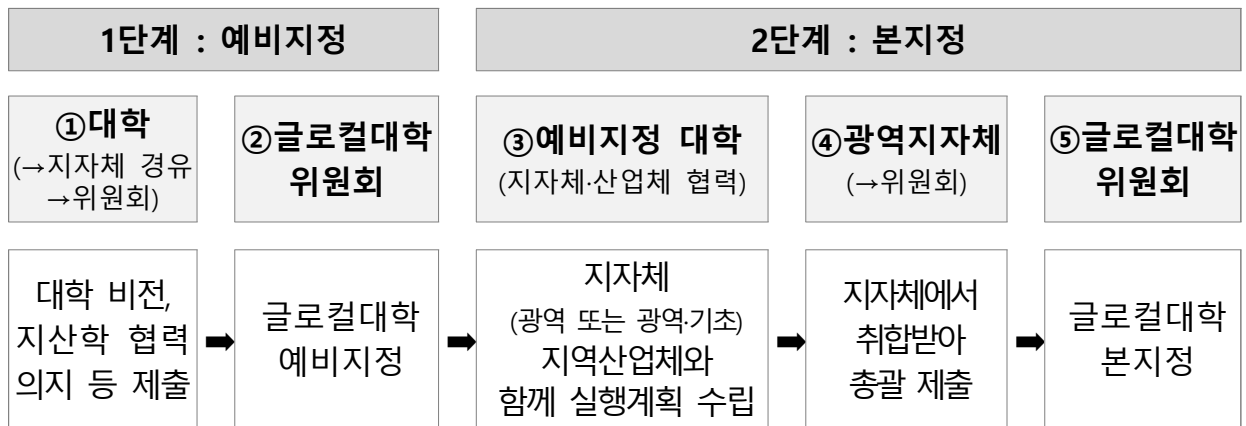 1단계 : 예비지정
2단계 : 본지정
①대학
(→지자체 경유
→위원회)
②글로컬대학
위원회
③예비지정 대학
(지자체·산업체 협력)
④광역지자체
(→위원회)
⑤글로컬대학
위원회
대학 비전,
지산학 협력
의지 등 제출
➡
글로컬대학
예비지정
➡
지자체
(광역 또는 광역·기초)
지역산업체와
함께 실행계획 수립
➡
지자체에서
취합받아
총괄 제출
➡
글로컬대학
본지정